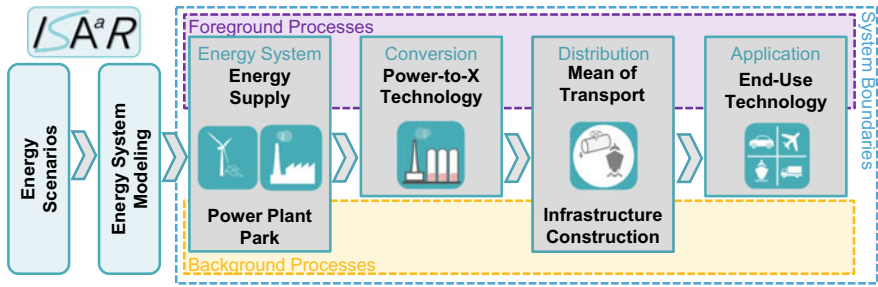 ISAaR
Energy
Scenarios
Energy System
Modeling
Foreground Processes
Energy System
Energy
Supply
Power Plant
Park
Conversion
Power-to-X
Technology
Distribution
Mean of
Transport
Infrastructure
Construction
Application
End-Use
Technology
Background Processes
System Boundaries